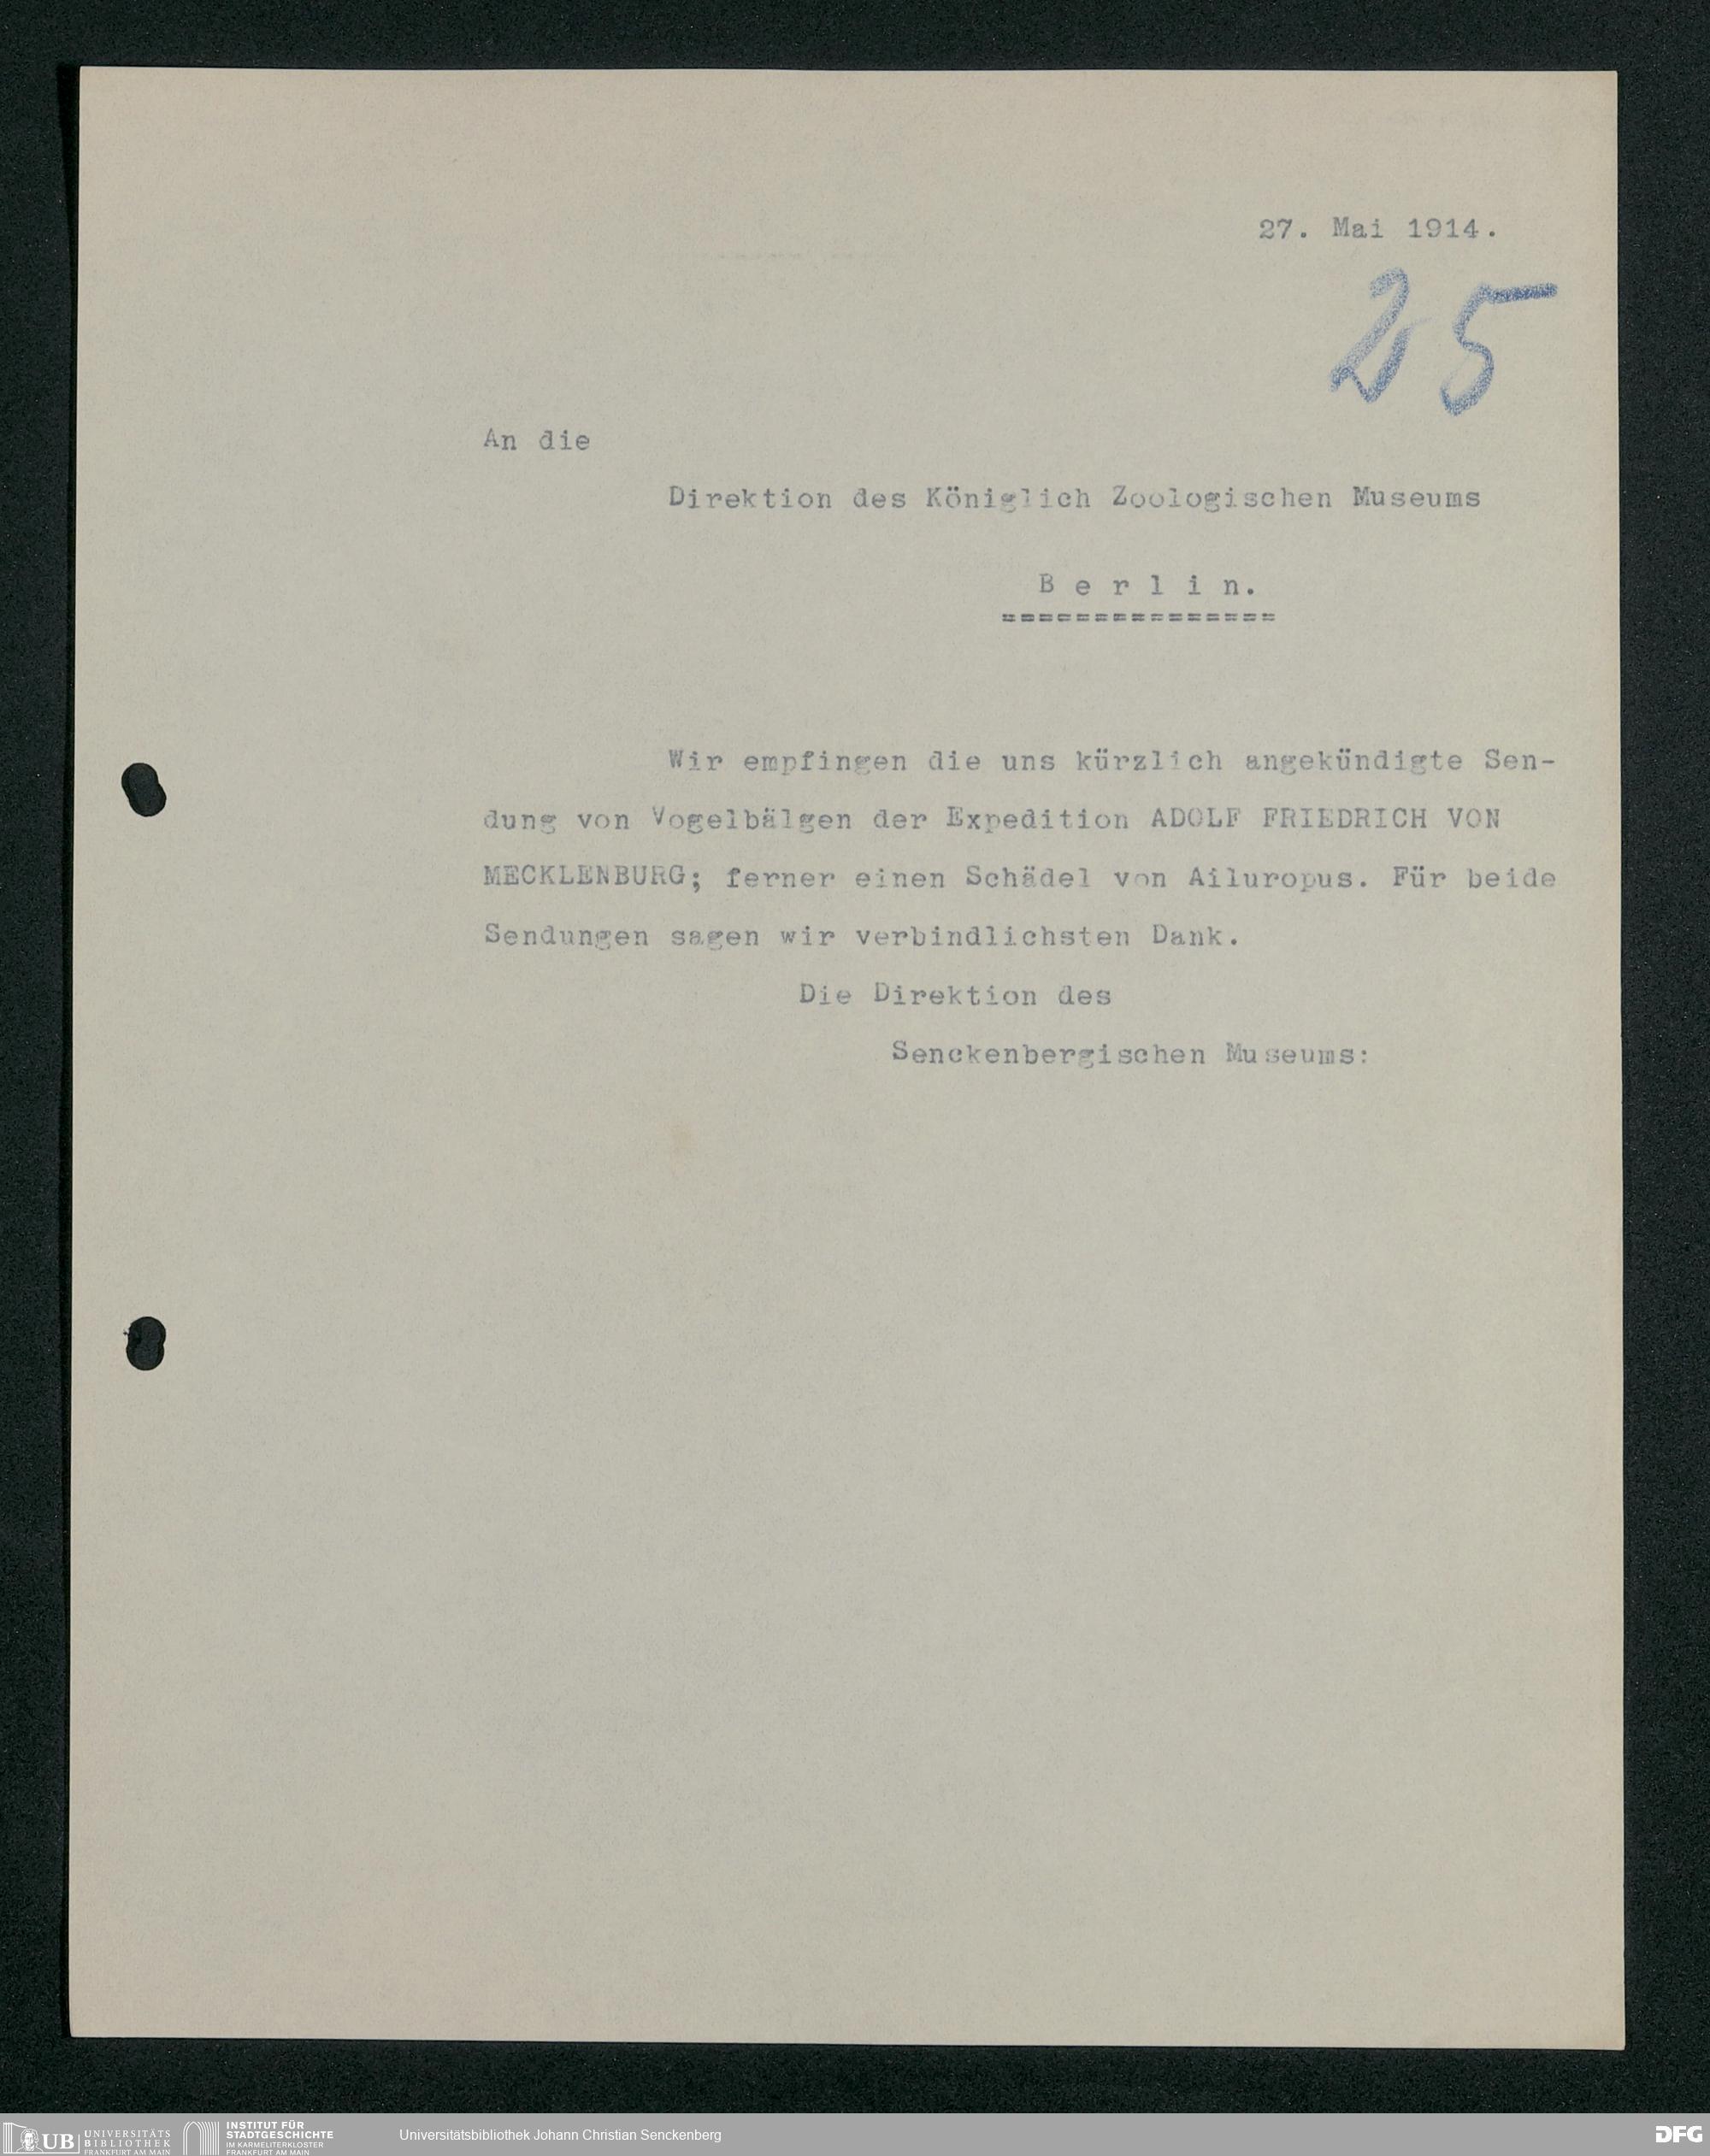 27. Mai 1914.
25
An die
Direktion des Königlich Zoologischen Museums
B e r l i n.
===============
Wir empfingen die uns kürzlich angekündigte Sen-
dung von Vogelbälgen der Expedition ADOLF FRIEDRICH VON
MECKLENBURG; ferner einen Schädel von Ailuropus. Für beide
Sendungen sagen wir verbindlichsten Dank.
Die Direktion des
Senckenbergischen Museums:
UB UNIVERSITÄTS
BIBLIOTHEK
FRANKFURT AM MAIN
INSTITUT FÜR
STADTGESCHICHTE
IM KARMELITERKLOSTER
FRANKFURT AM MAIN
Universitätsbibliothek Johann Christian Senckenberg
DFG